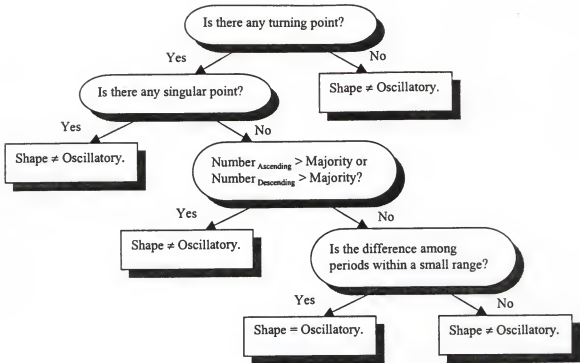 Is there any turning point?
Yes
No
Is there any singular point?
Shape ≠ Oscillatory.
Yes
No
Shape ≠ Oscillatory.
Number Ascending > Majority or
Number Descending > Majority?
Yes
No
Shape ≠ Oscillatory.
Is the difference among
periods within a small range?
Yes
No
Shape = Oscillatory.
Shape ≠ Oscillatory.